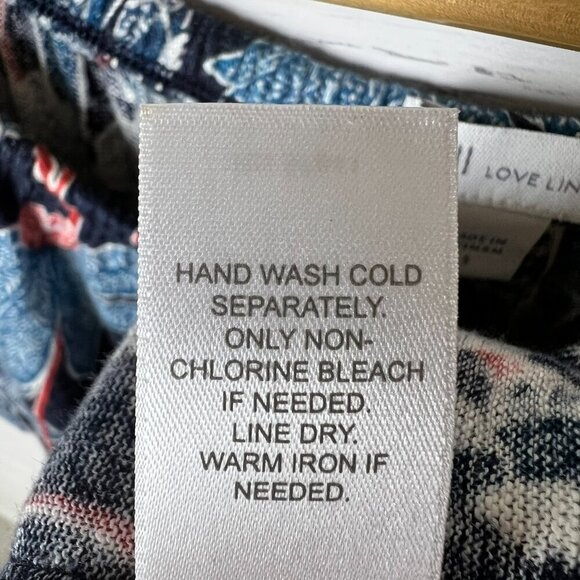 LOVE LIN
HAND WASH COLD
SEPARATELY.
ONLY NON-
CHLORINE BLEACH
IF NEEDED.
LINE DRY.
WARM IRON IF
NEEDED.